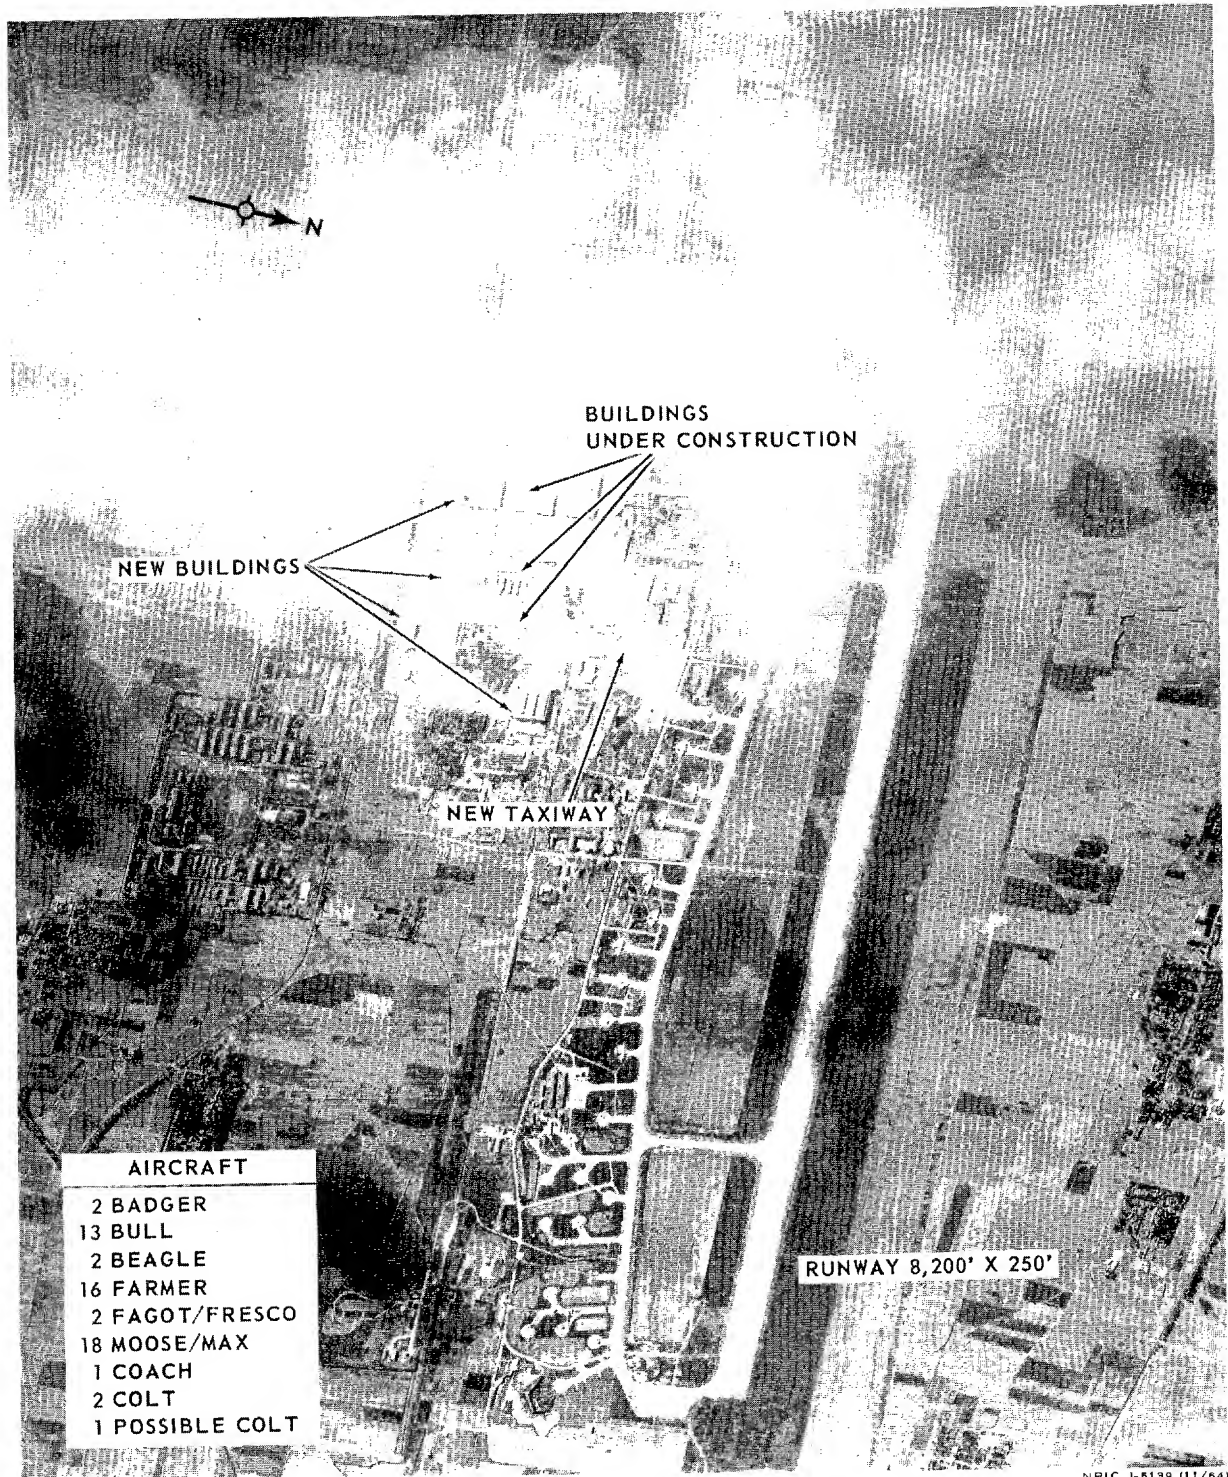 N
BUILDINGS
UNDER CONSTRUCTION
NEW BUILDINGS
NEW TAXIWAY
AIRCRAFT
2 BADGER
13 BULL
2 BEAGLE
16 FARMER
2 FAGOT/FRESCO
18 MOOSE/MAX
1 COACH
2 COLT
1 POSSIBLE COLT
RUNWAY 8,200' X 250'